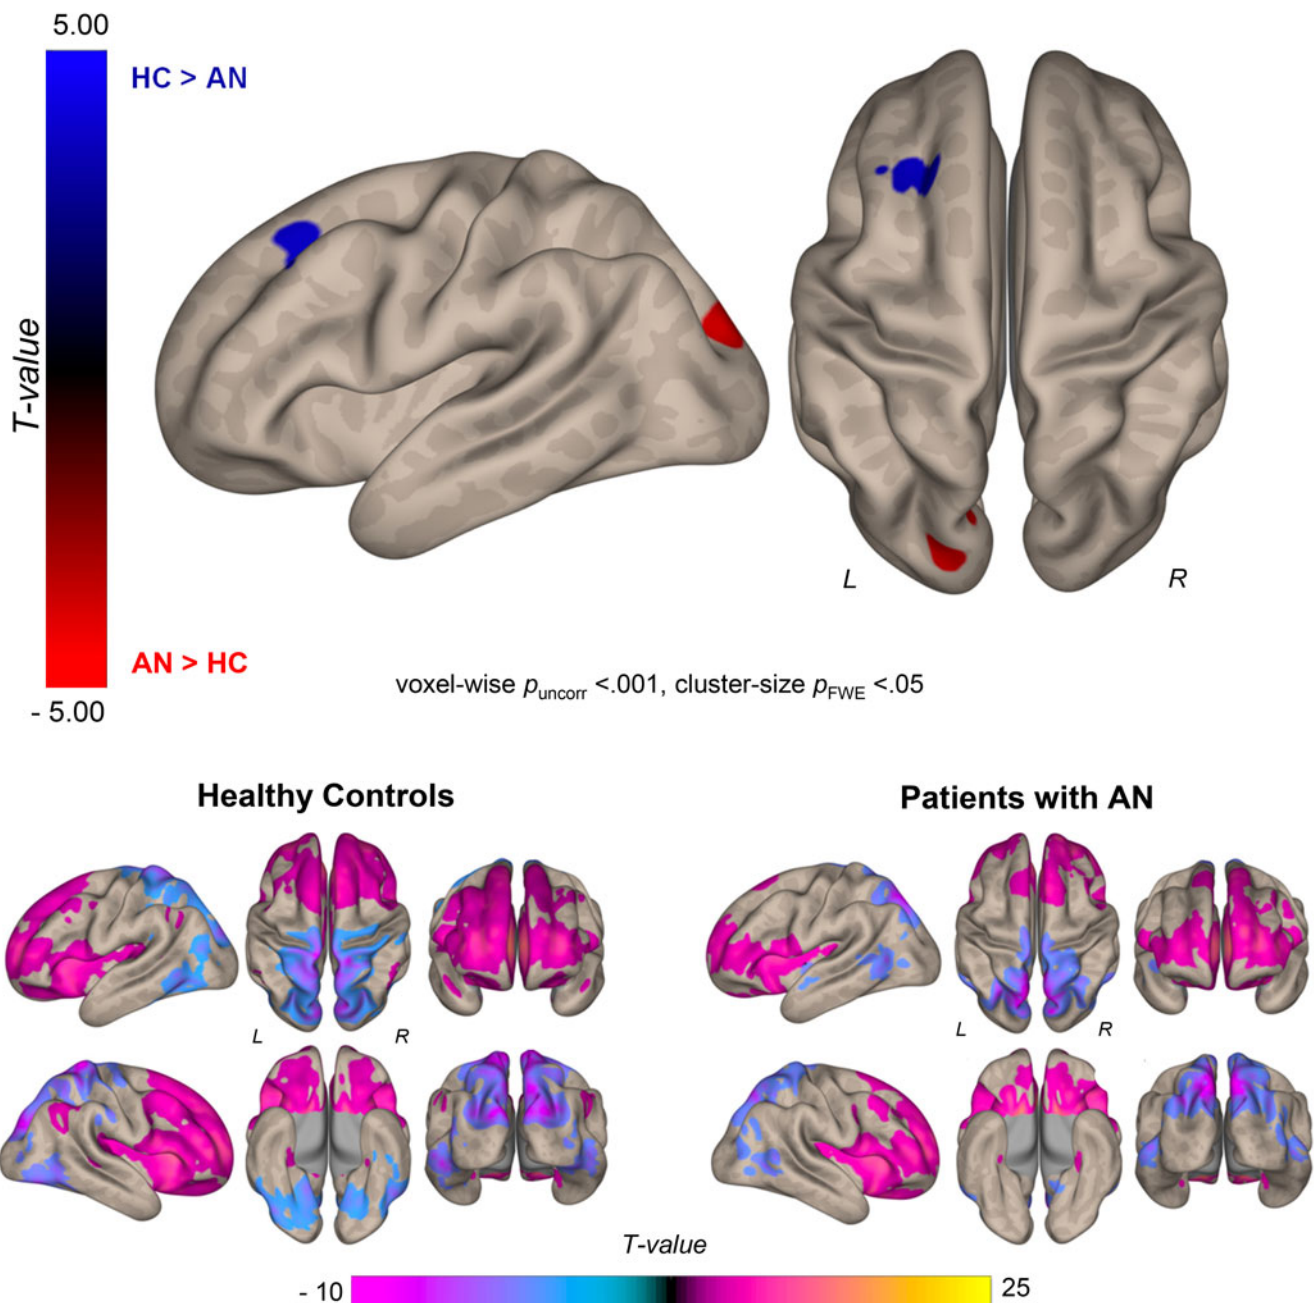 5.00
HC > AN
T-value
AN > HC
- 5.00
L
R
voxel-wise puncorr <.001, cluster-size pFWE <.05
Healthy Controls
Patients with AN
L
R
L
R
T-value
- 10
25